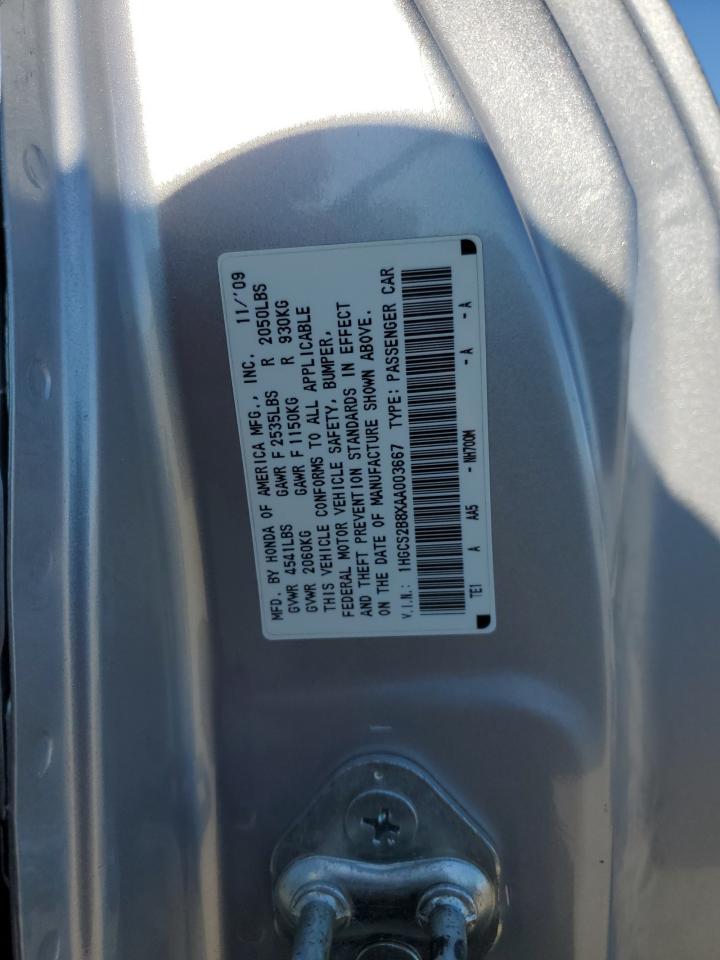 MFD. BY HONDA OF AMERICA MFG., INC. 11/'09
GVWR 4541LBS GAWR F 2535LBS R 2050LBS
GVWR 2060KG GAWR F 1150KG R 930KG
THIS VEHICLE CONFORMS TO ALL APPLICABLE
FEDERAL MOTOR VEHICLE SAFETY, BUMPER,
AND THEFT PREVENTION STANDARDS IN EFFECT
ON THE DATE OF MANUFACTURE SHOWN ABOVE.
V.I.N.: 1HGCS2B8XAA003667 TYPE: PASSENGER CAR
TE1 A AA5 - NH700M - A - A